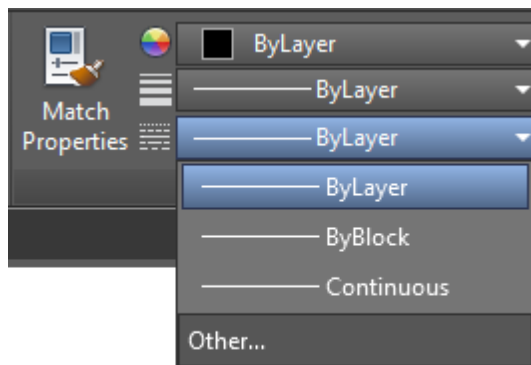 ByLayer
ByLayer
Match
Properties
ByLayer
ByLayer
ByBlock
Continuous
Other...